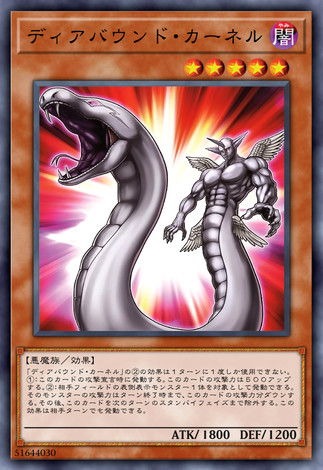 ディアバウンド・カーネル
闇
やみ
【悪魔族／効果】
「ディアバウンド・カーネル」の②の効果は１ターンに１度しか使用できない。
①：このカードの攻撃宣言時に発動する。このカードの攻撃力は６００アップ
する。②：相手フィールドの表側表示モンスター１体を対象として発動できる。
そのモンスターの攻撃力はターン終了時まで、このカードの攻撃力分ダウンす
る。その後、このカードを次のターンのスタンバイフェイズまで除外する。この
効果は相手ターンでも発動できる。
ATK/ 1800 DEF/ 1200
51644030